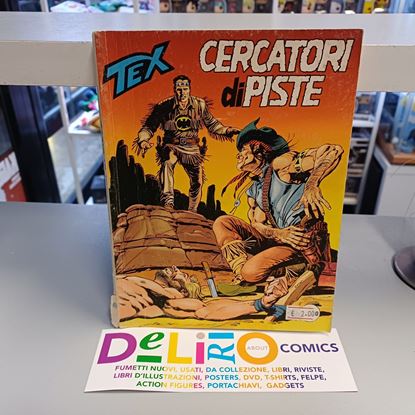 TEX
CERCATORI
di PISTE
£ 2.000
DELIRIO ABOUT COMICS
FUMETTI NUOVI, USATI, DA COLLEZIONE, LIBRI, RIVISTE,
LIBRI D'ILLUSTRAZIONI, POSTERS, DVD, T-SHIRTS, FELPE,
ACTION FIGURES, PORTACHIAVI, GADGETS